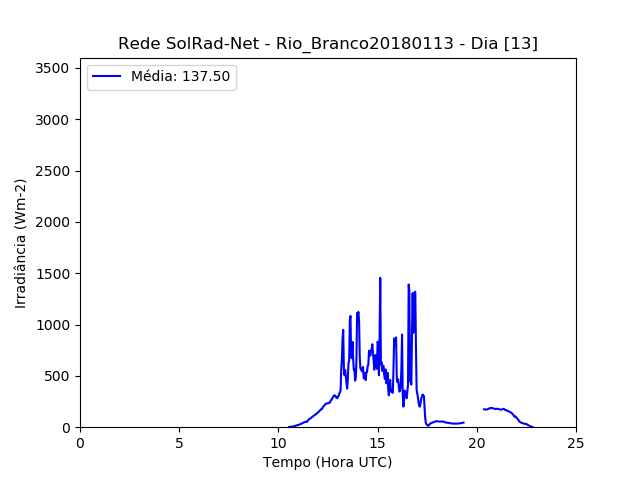 Rede SolRad-Net - Rio_Branco20180113 - Dia [13]
Média: 137.50
Irradiância (Wm-2)
3500
3000
2500
2000
1500
1000
500
0
0 5 10 15 20 25
Tempo (Hora UTC)